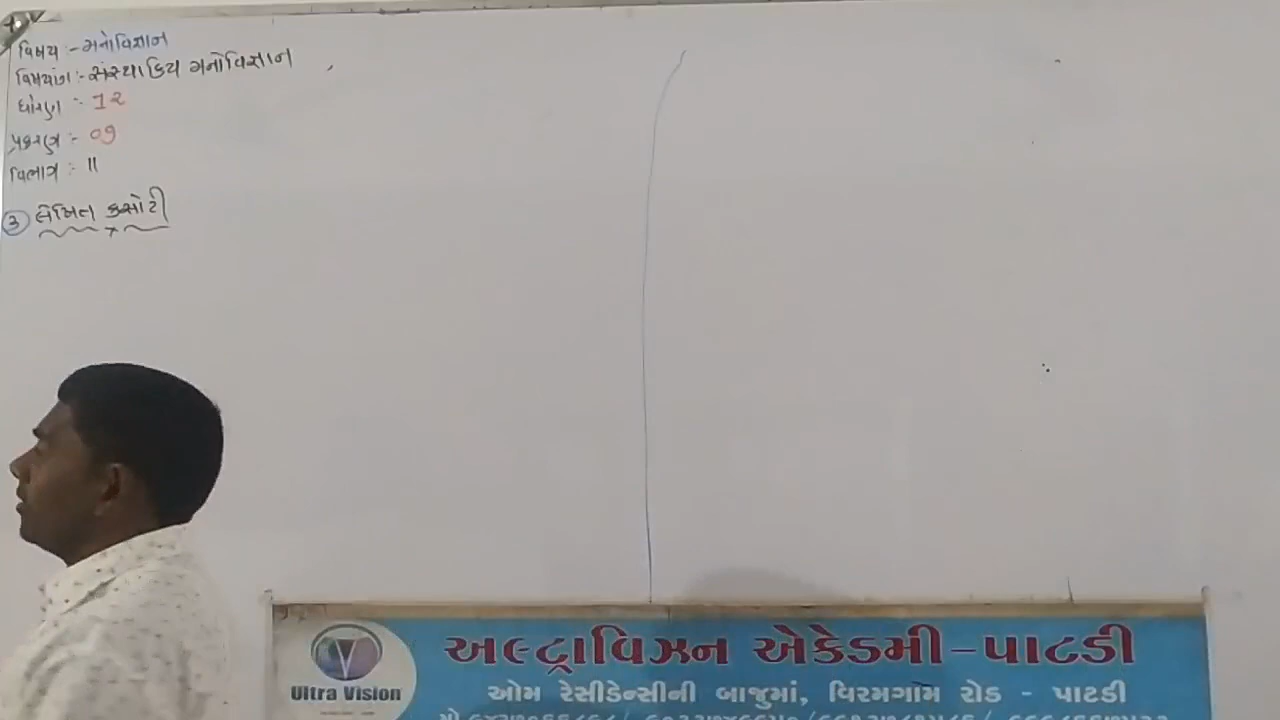 વિષય :- મનોવિજ્ઞાન
વિષયાંગ :- સંસ્થાકિય મનોવિજ્ઞાન
ધોરણ :- 12
પ્રકરણ :- 09
વિભાગ :- ॥
૩ લેખિત કસોટી
અલ્ટ્રાવિઝન એકેડમી - પાટડી
Ultra Vision
ઓમ રેસીડેન્સીની બાજુમાં, વિરમગામ રોડ - પાટડી